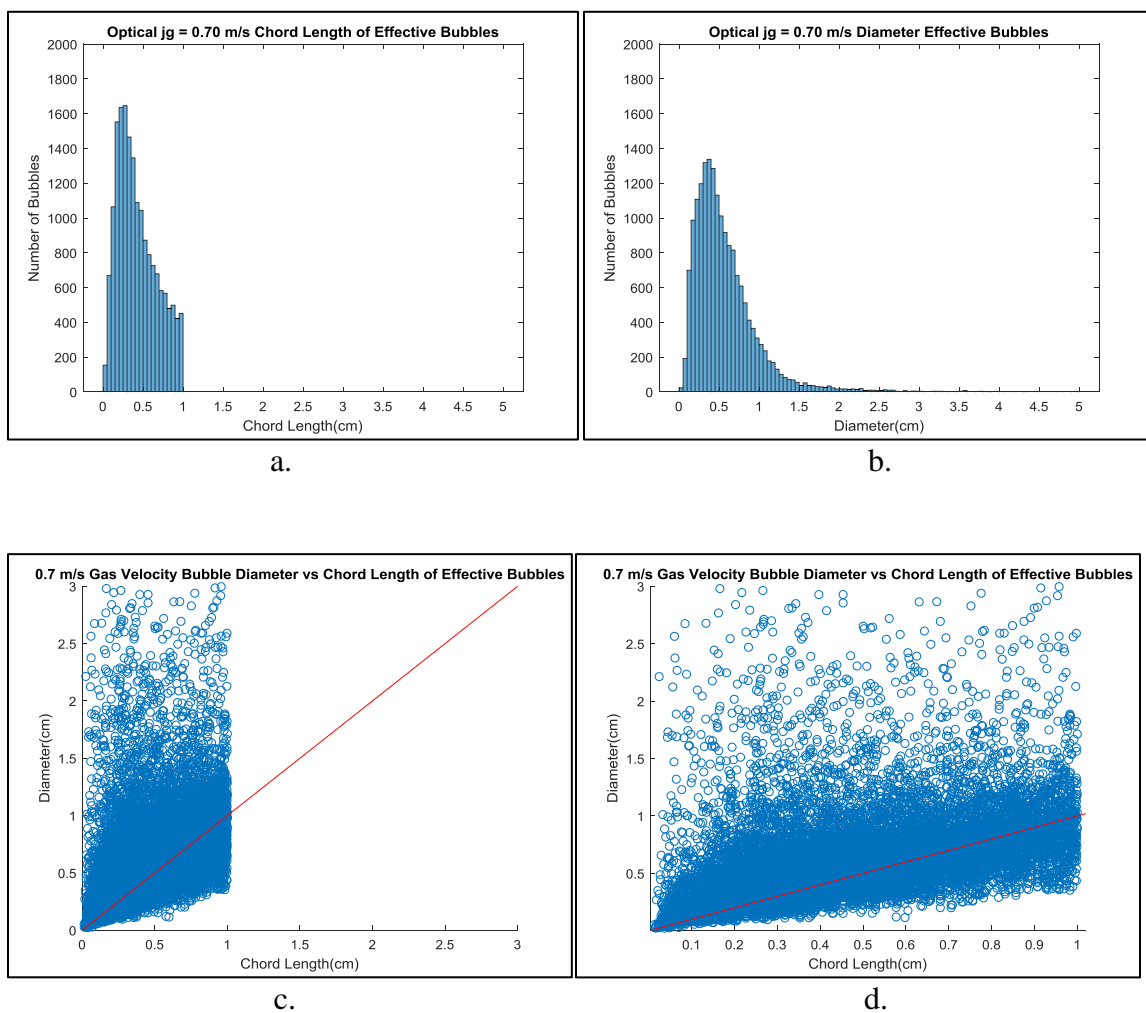 Optical jg = 0.70 m/s Chord Length of Effective Bubbles
2000
1800
1600
1400
1200
1000
800
600
400
200
0
Number of Bubbles
0 0.5 1 1.5 2 2.5 3 3.5 4 4.5 5
Chord Length(cm)
a.
Optical jg = 0.70 m/s Diameter Effective Bubbles
2000
1800
1600
1400
1200
1000
800
600
400
200
0
Number of Bubbles
0 0.5 1 1.5 2 2.5 3 3.5 4 4.5 5
Diameter(cm)
b.
0.7 m/s Gas Velocity Bubble Diameter vs Chord Length of Effective Bubbles
3
2.5
2
1.5
1
0.5
0
Diameter(cm)
0 0.5 1 1.5 2 2.5 3
Chord Length(cm)
c.
0.7 m/s Gas Velocity Bubble Diameter vs Chord Length of Effective Bubbles
3
2.5
2
1.5
1
0.5
Diameter(cm)
0.1 0.2 0.3 0.4 0.5 0.6 0.7 0.8 0.9 1
Chord Length(cm)
d.